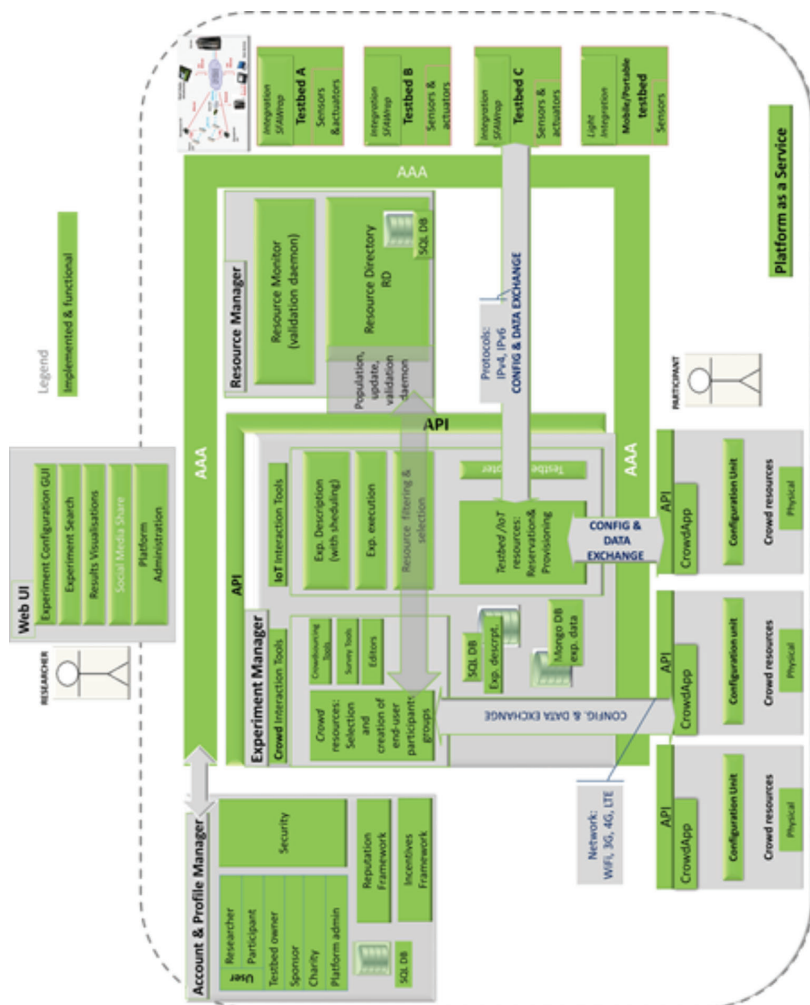 Web UI
Experiment Configuration GUI
Experiment Search
Results Visualisations
Social Media Share
Platform
Administration
Legend
Implemented & functional
RESEARCHER
Account & Profile Manager
User
Researcher
Participant
Testbed owner
Sponsor
Charity
Platform admin
Security
Reputation
Framework
Incentives
Framework
SQL DB
AAA
AAA
AAA
API
API
Experiment Manager
Crowd Interaction Tools
Crowd
resources:
Selection
and
creation of
end-user
participants
groups
Crowdsourcing
Tools
Survey Tools
Editors
IoT Interaction Tools
Exp. Description
(with sheduling)
Exp. execution
Resource filtering &
selection
SQL DB
Exp. descrpt.
Mongo DB
exp. data
Testbed /IoT
resources:
Reservation&
Provisioning
Resource Manager
Resource Monitor
(validation daemon)
Resource Directory
RD
SQL DB
Population,
update,
validation
daemon
Protocols:
IPv4, IPv6
CONFIG & DATA EXCHANGE
Integration
SFAWrap
Testbed A
Sensors
&actuators
Integration
SFAWrap
Testbed B
Sensors &
actuators
Integration
SFAWrap
Testbed C
Sensors &
actuators
Light
Integration
Mobile/Portable
testbed
Sensors
CONFIG. & DATA EXCHANGE
CONFIG &
DATA
EXCHANGE
Network:
WiFi, 3G, 4G, LTE
API
CrowdApp
Configuration Unit
Crowd resources
Physical
API
CrowdApp
Configuration unit
Crowd resources
Physical
API
CrowdApp
Configuration Unit
Crowd resources
Physical
PARTICIPANT
Platform as a Service